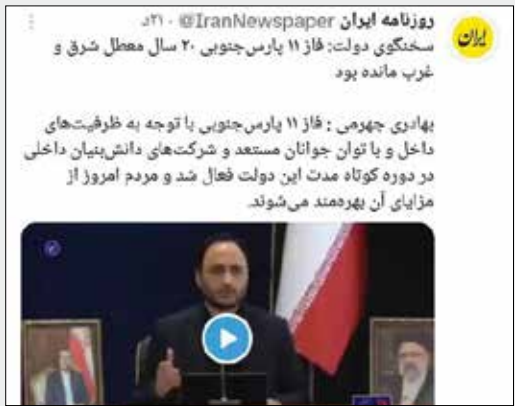 روزنامه ایران @IranNewspaper · ۲۱د
ایران
سخنگوی دولت: فاز ۱۱ پارس‌جنوبی ۲۰ سال معطل شرق و
غرب مانده بود
بهادری جهرمی : فاز ۱۱ پارس‌جنوبی با توجه به ظرفیت‌های
داخل و با توان جوانان مستعد و شرکت‌های دانش‌بنیان داخلی
در دوره کوتاه مدت این دولت فعال شد و مردم امروز از
مزایای آن بهره‌مند می‌شوند.